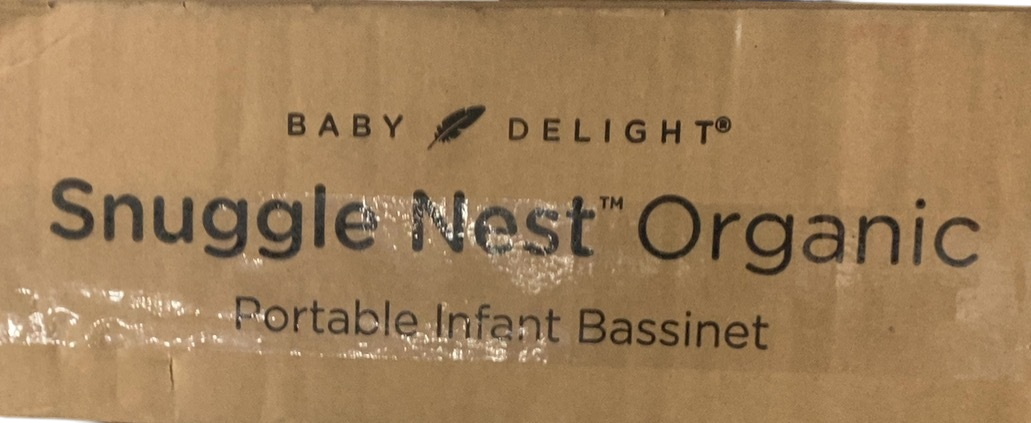 BABY DELIGHT®
Snuggle Nest™ Organic
Portable Infant Bassinet